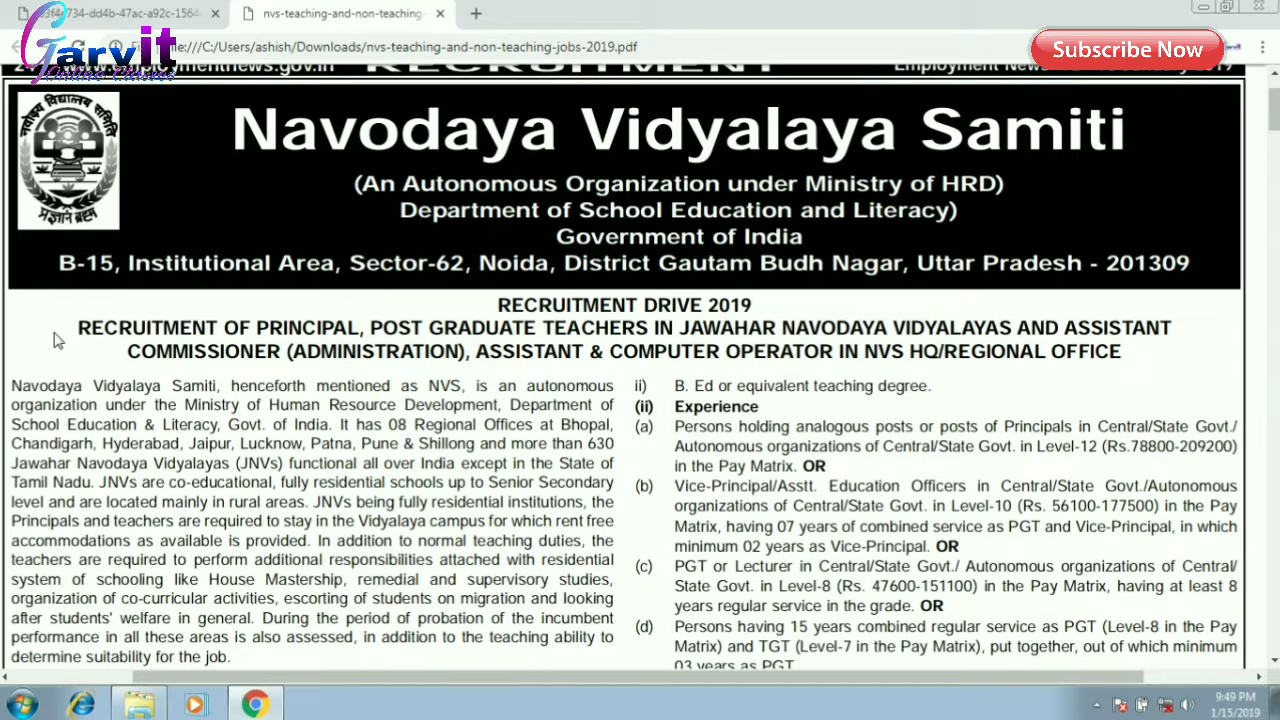 e3f4e734-dd4b-47ac-a92c-1564
nvs-teaching-and-non-teaching-
Garvit
Online Classes
///C:/Users/ashish/Downloads/nvs-teaching-and-non-teaching-jobs-2019.pdf
Subscribe Now
RECRUITMENT
नवोदय विद्यालय समिति
प्रज्ञानं ब्रह्म
Navodaya Vidyalaya Samiti
(An Autonomous Organization under Ministry of HRD)
Department of School Education and Literacy)
Government of India
B-15, Institutional Area, Sector-62, Noida, District Gautam Budh Nagar, Uttar Pradesh - 201309
RECRUITMENT DRIVE 2019
RECRUITMENT OF PRINCIPAL, POST GRADUATE TEACHERS IN JAWAHAR NAVODAYA VIDYALAYAS AND ASSISTANT
COMMISSIONER (ADMINISTRATION), ASSISTANT & COMPUTER OPERATOR IN NVS HQ/REGIONAL OFFICE
Navodaya Vidyalaya Samiti, henceforth mentioned as NVS, is an autonomous
organization under the Ministry of Human Resource Development, Department of
School Education & Literacy, Govt. of India. It has 08 Regional Offices at Bhopal,
Chandigarh, Hyderabad, Jaipur, Lucknow, Patna, Pune & Shillong and more than 630
Jawahar Navodaya Vidyalayas (JNVs) functional all over India except in the State of
Tamil Nadu. JNVs are co-educational, fully residential schools up to Senior Secondary
level and are located mainly in rural areas. JNVs being fully residential institutions, the
Principals and teachers are required to stay in the Vidyalaya campus for which rent free
accommodations as available is provided. In addition to normal teaching duties, the
teachers are required to perform additional responsibilities attached with residential
system of schooling like House Mastership, remedial and supervisory studies,
organization of co-curricular activities, escorting of students on migration and looking
after students' welfare in general. During the period of probation of the incumbent
performance in all these areas is also assessed, in addition to the teaching ability to
determine suitability for the job.
ii) B. Ed or equivalent teaching degree.
(ii) Experience
(a) Persons holding analogous posts or posts of Principals in Central/State Govt./
Autonomous organizations of Central/State Govt. in Level-12 (Rs.78800-209200)
in the Pay Matrix. OR
(b) Vice-Principal/Asstt. Education Officers in Central/State Govt./Autonomous
organizations of Central/State Govt. in Level-10 (Rs. 56100-177500) in the Pay
Matrix, having 07 years of combined service as PGT and Vice-Principal, in which
minimum 02 years as Vice-Principal. OR
(c) PGT or Lecturer in Central/State Govt./ Autonomous organizations of Central/
State Govt. in Level-8 (Rs. 47600-151100) in the Pay Matrix, having at least 8
years regular service in the grade. OR
(d) Persons having 15 years combined regular service as PGT (Level-8 in the Pay
Matrix) and TGT (Level-7 in the Pay Matrix), put together, out of which minimum
03 years as PGT
9:49 PM
1/15/2019